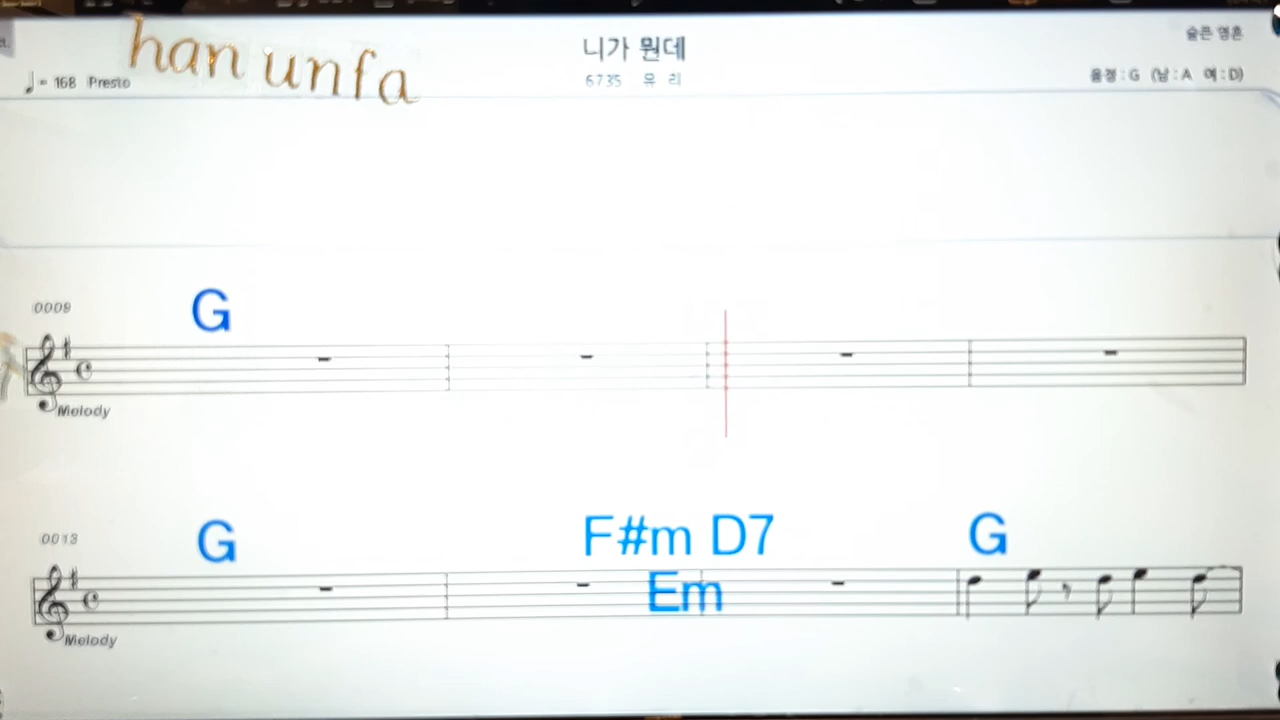 han unfa
니가 뭔데
슬픈 영혼
♩= 168 Presto
6735 유 리
음정 : G (남 : A 여 : D)
0009
G
Melody
0013
G
F#m D7
G
Em
Melody